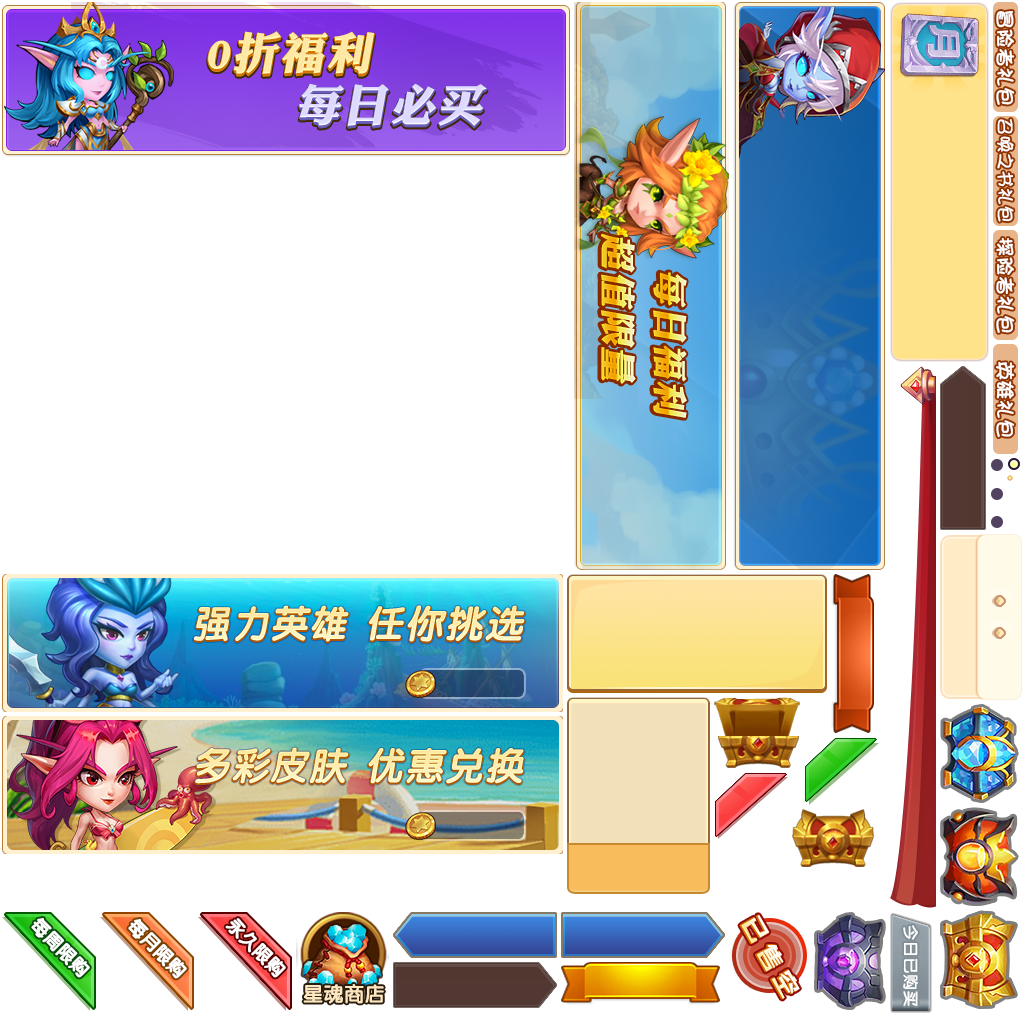 0折福利
每日必买
每日福利
超值限量
月
冒险者礼包
召唤之书礼包
探险者礼包
英雄礼包
强力英雄 任你挑选
多彩皮肤 优惠兑换
每周限购
每月限购
永久限购
星魂商店
已售空
今日已购买